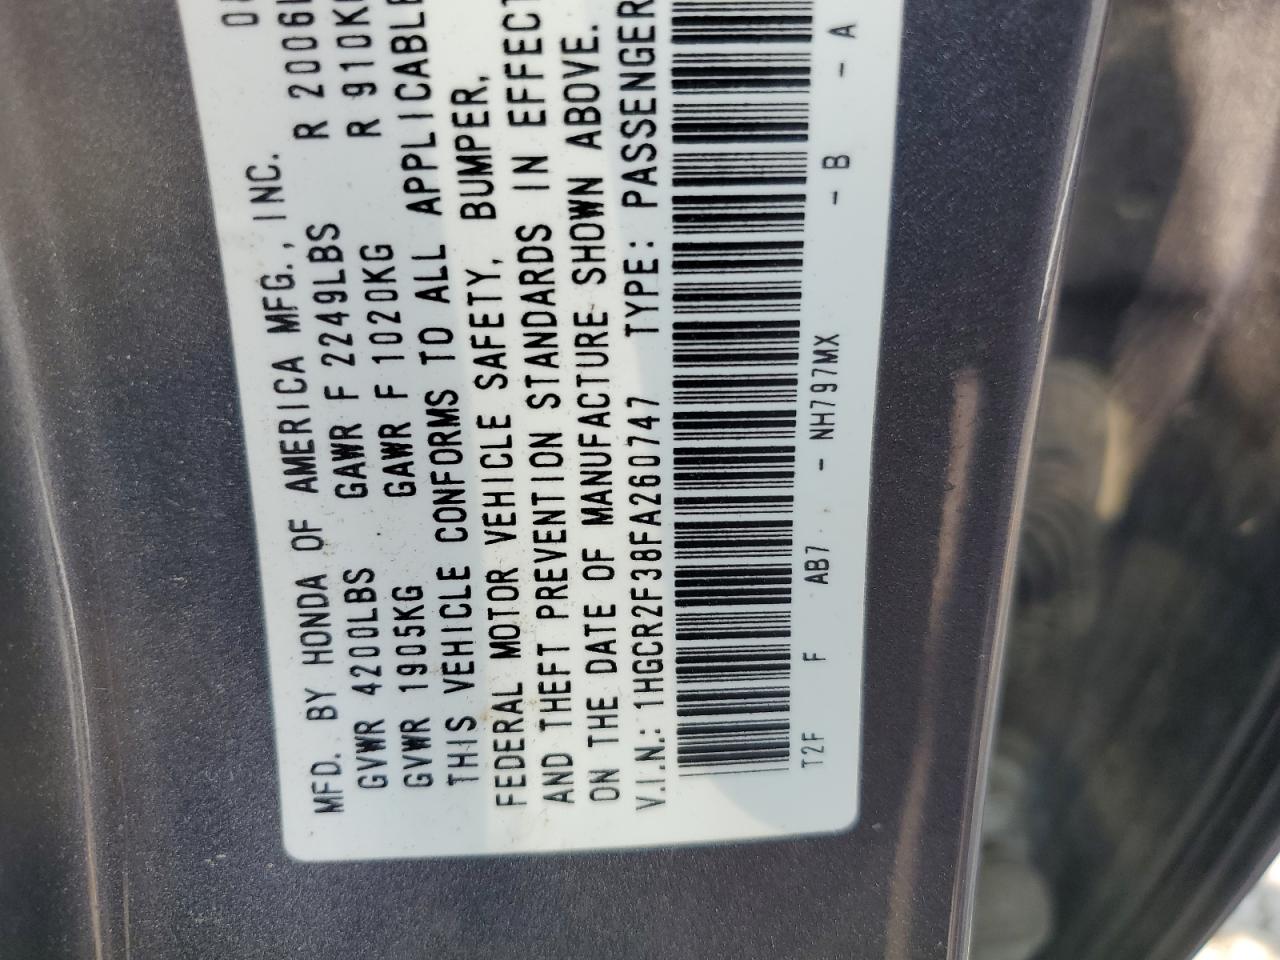 MFD. BY HONDA OF AMERICA MFG., INC.
GVWR 4200LBS GAWR F 2249LBS R 2006
GVWR 1905KG GAWR F 1020KG R 910K
THIS VEHICLE CONFORMS TO ALL APPLICABLE
FEDERAL MOTOR VEHICLE SAFETY, BUMPER,
AND THEFT PREVENTION STANDARDS IN EFFECT
ON THE DATE OF MANUFACTURE SHOWN ABOVE.
V.I.N.: 1HGCR2F38FA260747 TYPE: PASSENGER
T2F F AB7 - NH797MX - B - A